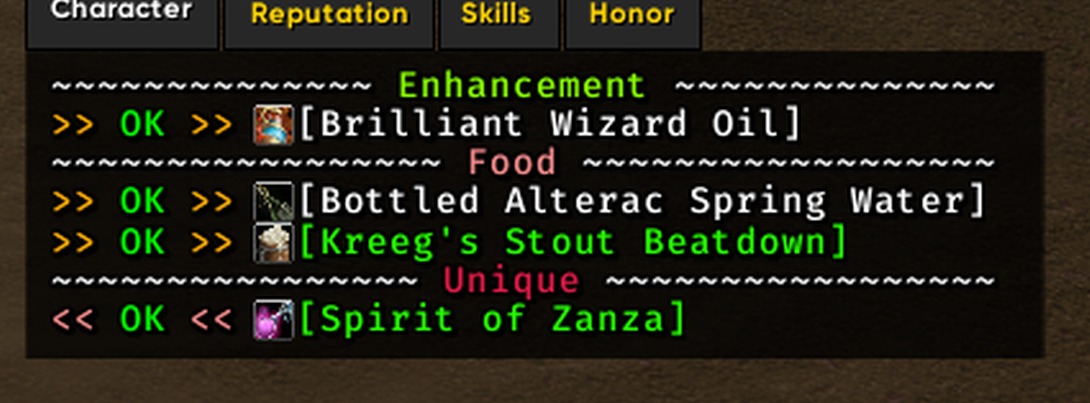 Character Reputation Skills Honor
~~~~~~~~~~~~~~ Enhancement ~~~~~~~~~~~~~~
>> OK >> [Brilliant Wizard Oil]
~~~~~~~~~~~~~~~~~ Food ~~~~~~~~~~~~~~~~~~
>> OK >> [Bottled Alterac Spring Water]
>> OK >> [Kreeg's Stout Beatdown]
~~~~~~~~~~~~~~~~ Unique ~~~~~~~~~~~~~~~~~
<< OK << [Spirit of Zanza]